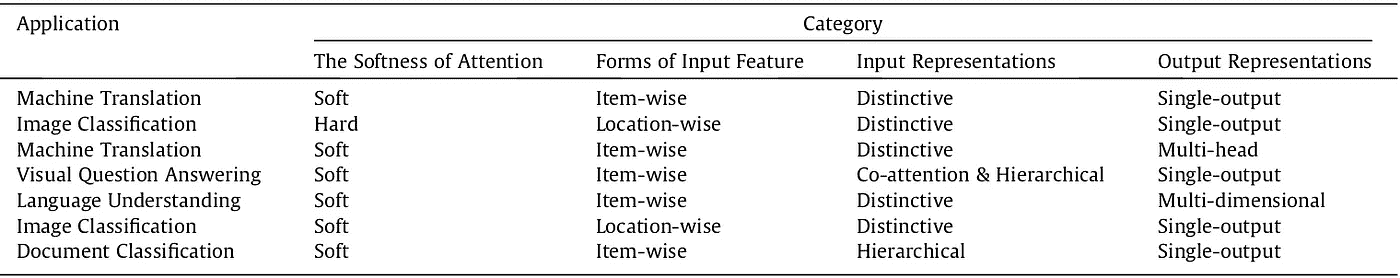 Application Category
The Softness of Attention Forms of Input Feature Input Representations Output Representations
Machine Translation Soft Item-wise Distinctive Single-output
Image Classification Hard Location-wise Distinctive Single-output
Machine Translation Soft Item-wise Distinctive Multi-head
Visual Question Answering Soft Item-wise Co-attention & Hierarchical Single-output
Language Understanding Soft Item-wise Distinctive Multi-dimensional
Image Classification Soft Location-wise Distinctive Single-output
Document Classification Soft Item-wise Hierarchical Single-output